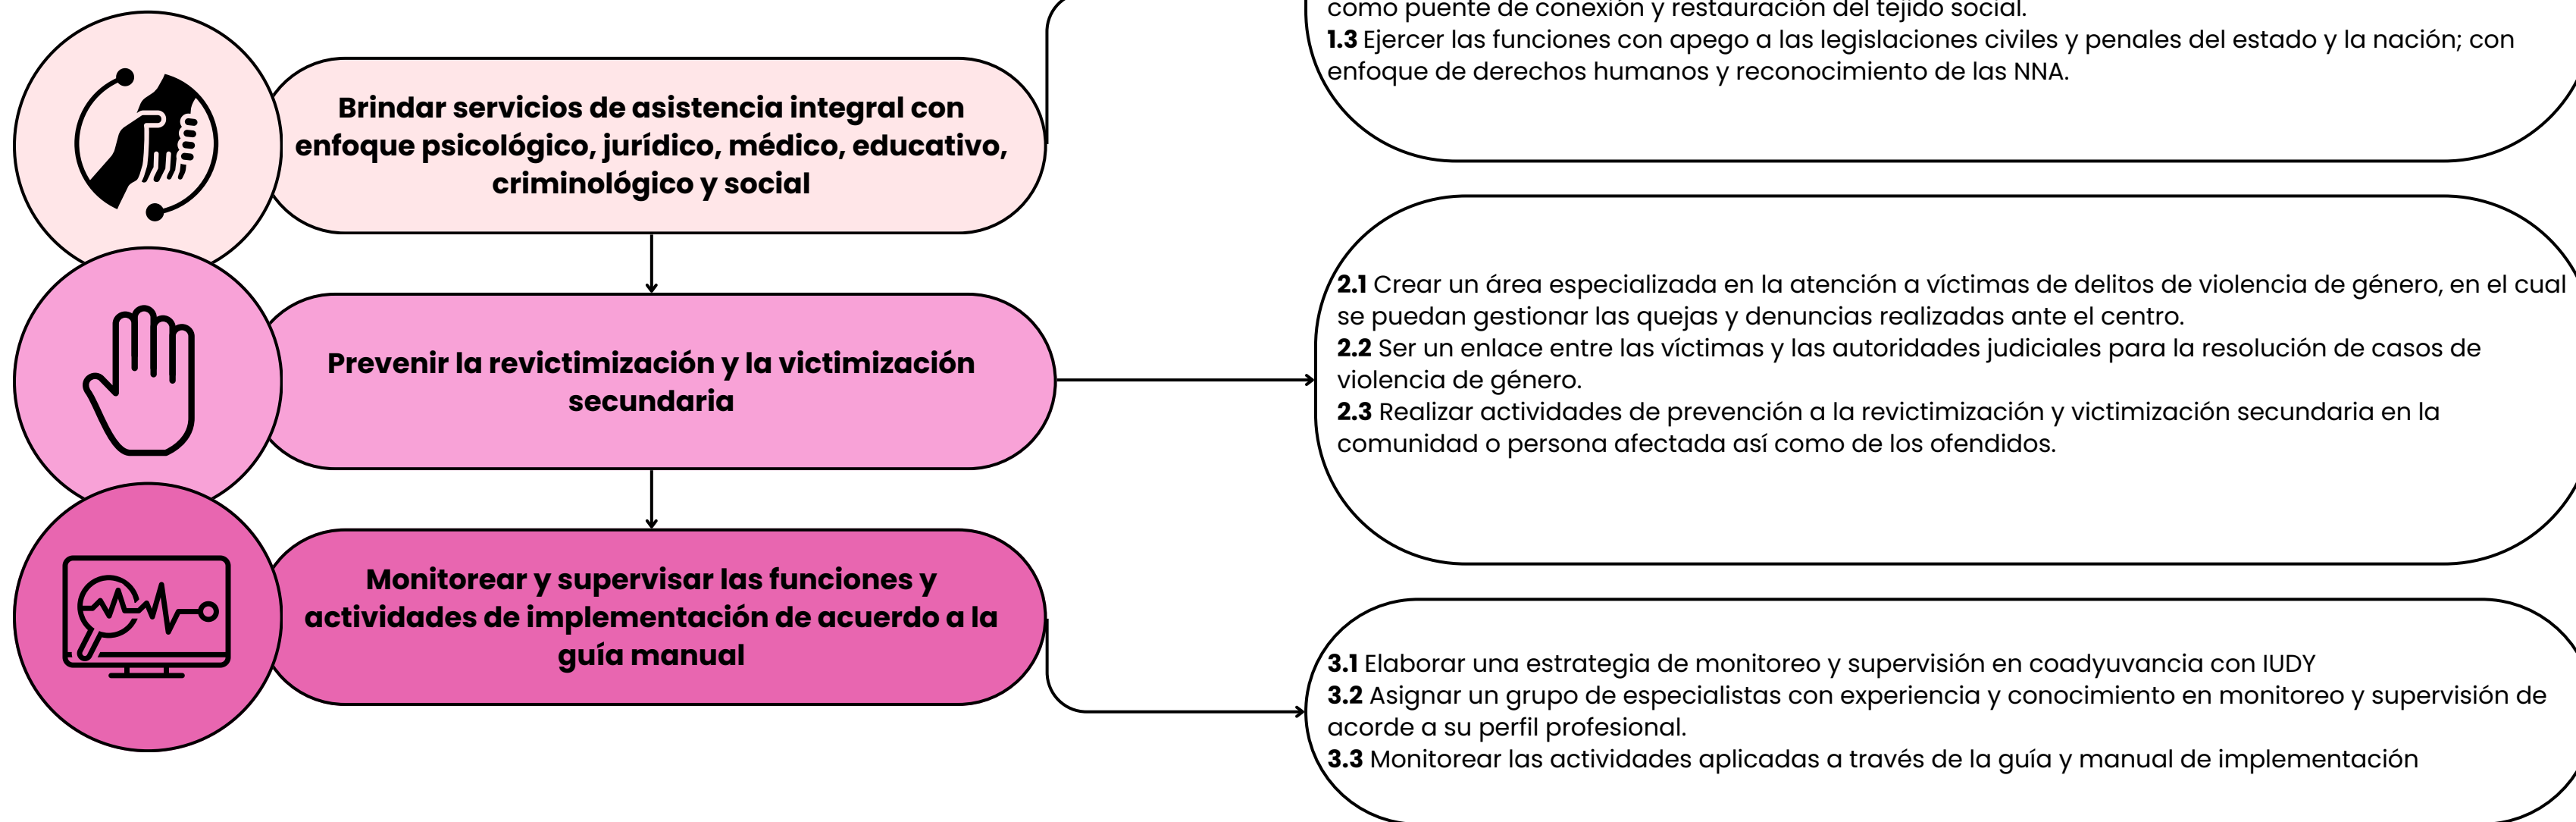 como puente de conexión y restauración del tejido social.
1.3 Ejercer las funciones con apego a las legislaciones civiles y penales del estado y la nación; con
enfoque de derechos humanos y reconocimiento de las NNA.
Brindar servicios de asistencia integral con
enfoque psicológico, jurídico, médico, educativo,
criminológico y social
2.1 Crear un área especializada en la atención a víctimas de delitos de violencia de género, en el cual
se puedan gestionar las quejas y denuncias realizadas ante el centro.
2.2 Ser un enlace entre las víctimas y las autoridades judiciales para la resolución de casos de
violencia de género.
2.3 Realizar actividades de prevención a la revictimización y victimización secundaria en la
comunidad o persona afectada así como de los ofendidos.
Prevenir la revictimización y la victimización
secundaria
Monitorear y supervisar las funciones y
actividades de implementación de acuerdo a la
guía manual
3.1 Elaborar una estrategia de monitoreo y supervisión en coadyuvancia con IUDY
3.2 Asignar un grupo de especialistas con experiencia y conocimiento en monitoreo y supervisión de
acorde a su perfil profesional.
3.3 Monitorear las actividades aplicadas a través de la guía y manual de implementación